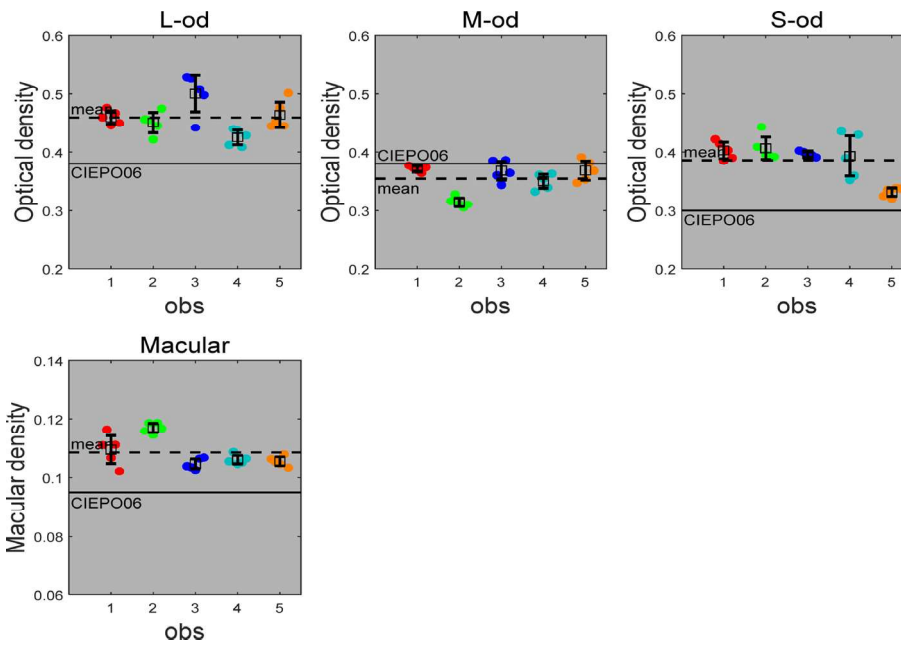 L-od
0.6
0.5
0.4
0.3
0.2
Optical density
mean
CIEPO06
1 2 3 4 5
obs
M-od
0.6
0.5
0.4
0.3
0.2
Optical density
CIEPO06
mean
1 2 3 4 5
obs
S-od
0.6
0.5
0.4
0.3
0.2
Optical density
mean
CIEPO06
1 2 3 4 5
obs
Macular
0.14
0.12
0.1
0.08
0.06
Macular density
mean
CIEPO06
1 2 3 4 5
obs